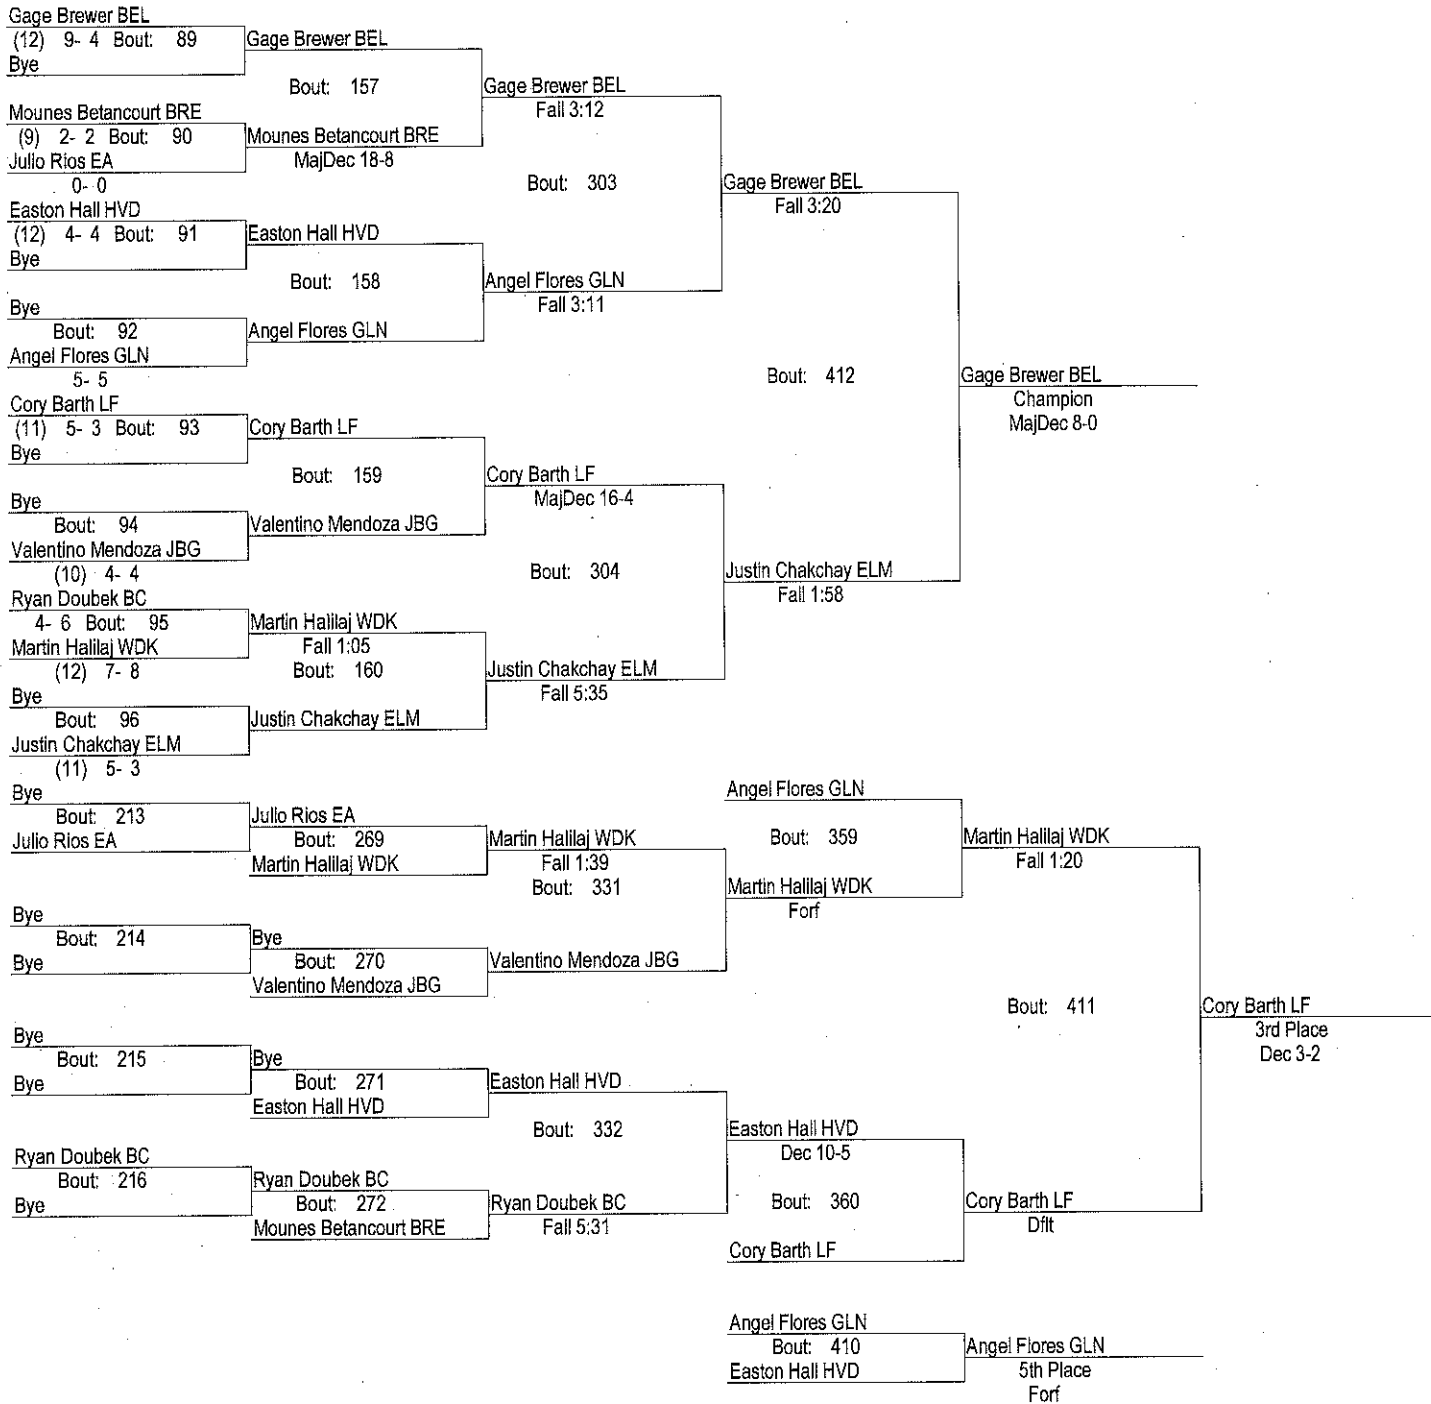 Gage Brewer BEL
(12) 9- 4 Bout: 89
Bye
Gage Brewer BEL
Bout: 157
Mounes Betancourt BRE
(9) 2- 2 Bout: 90
Julio Rios EA
0- 0
Mounes Betancourt BRE
MajDec 18-8
Gage Brewer BEL
Fall 3:12
Bout: 303
Easton Hall HVD
(12) 4- 4 Bout: 91
Bye
Easton Hall HVD
Bout: 158
Bye
Bout: 92
Angel Flores GLN
5- 5
Angel Flores GLN
Angel Flores GLN
Fall 3:11
Gage Brewer BEL
Fall 3:20
Bout: 412
Gage Brewer BEL
Champion
MajDec 8-0
Cory Barth LF
(11) 5- 3 Bout: 93
Bye
Cory Barth LF
Bout: 159
Bye
Bout: 94
Valentino Mendoza JBG
(10) 4- 4
Valentino Mendoza JBG
Cory Barth LF
MajDec 16-4
Bout: 304
Ryan Doubek BC
4- 6 Bout: 95
Martin Halilaj WDK
(12) 7- 8
Martin Halilaj WDK
Fall 1:05
Bout: 160
Bye
Bout: 96
Justin Chakchay ELM
(11) 5- 3
Justin Chakchay ELM
Justin Chakchay ELM
Fall 5:35
Justin Chakchay ELM
Fall 1:58
Bye
Bout: 213
Julio Rios EA
Julio Rios EA
Bout: 269
Martin Halilaj WDK
Martin Halilaj WDK
Fall 1:39
Bout: 331
Bye
Bout: 214
Bye
Bye
Bout: 270
Valentino Mendoza JBG
Valentino Mendoza JBG
Angel Flores GLN
Bout: 359
Martin Halilaj WDK
Forf
Martin Halilaj WDK
Fall 1:20
Bout: 411
Cory Barth LF
3rd Place
Dec 3-2
Bye
Bout: 215
Bye
Bye
Bout: 271
Easton Hall HVD
Easton Hall HVD
Bout: 332
Ryan Doubek BC
Bout: 216
Bye
Ryan Doubek BC
Bout: 272
Mounes Betancourt BRE
Ryan Doubek BC
Fall 5:31
Easton Hall HVD
Dec 10-5
Bout: 360
Cory Barth LF
Cory Barth LF
Dflt
Angel Flores GLN
Bout: 410
Easton Hall HVD
Angel Flores GLN
5th Place
Forf